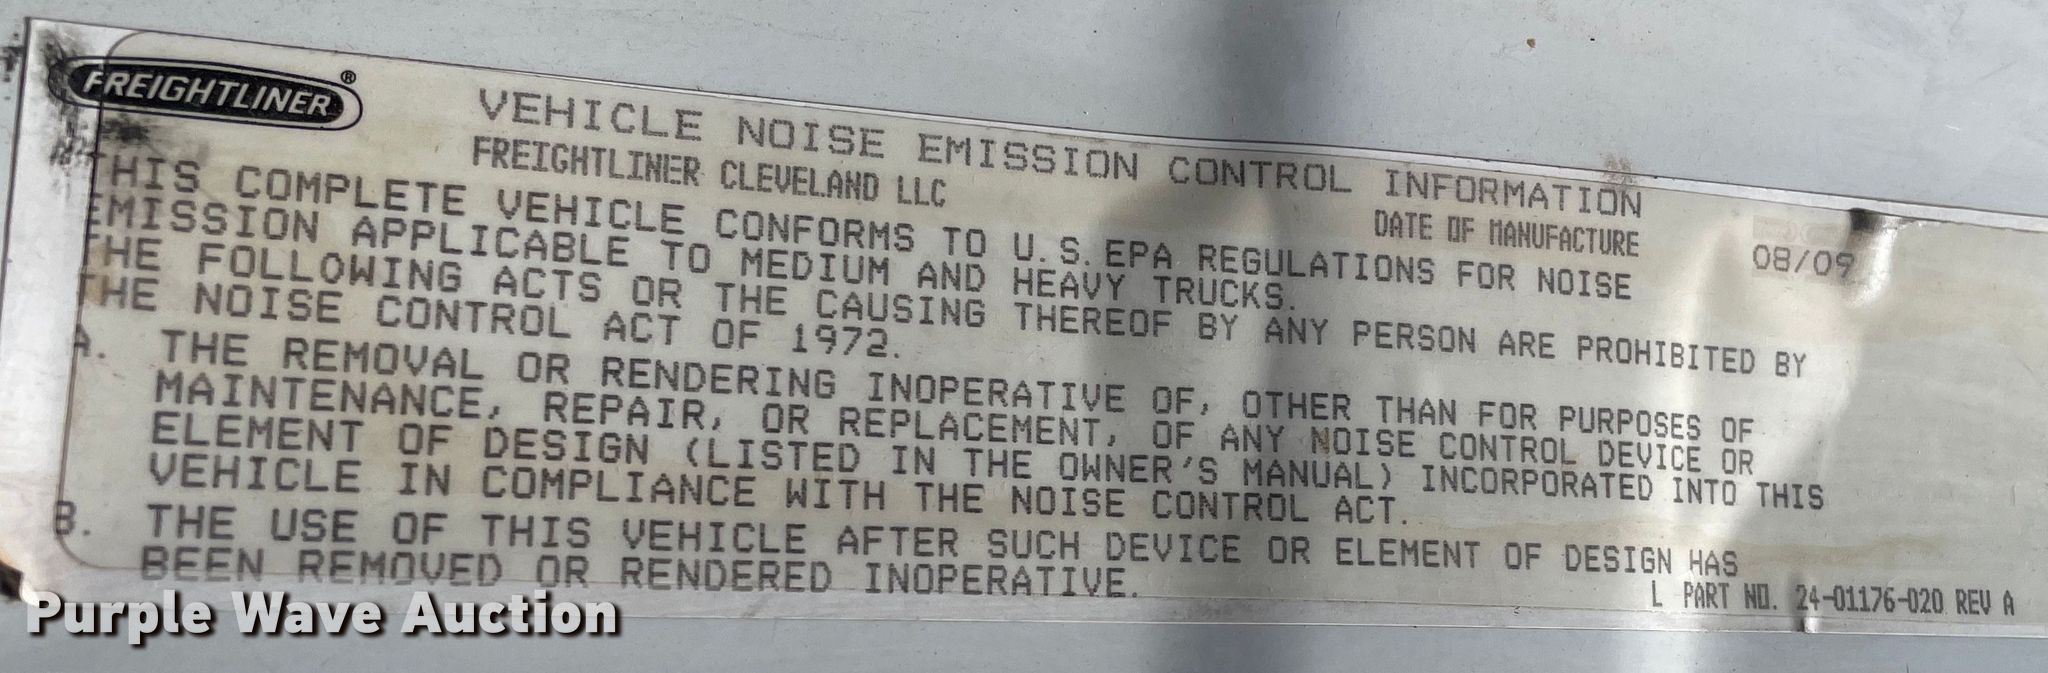 FREIGHTLINER®
VEHICLE NOISE EMISSION CONTROL INFORMATION
FREIGHTLINER CLEVELAND LLC
DATE OF MANUFACTURE 08/09
THIS COMPLETE VEHICLE CONFORMS TO U.S.EPA REGULATIONS FOR NOISE
EMISSION APPLICABLE TO MEDIUM AND HEAVY TRUCKS.
THE FOLLOWING ACTS OR THE CAUSING THEREOF BY ANY PERSON ARE PROHIBITED BY
THE NOISE CONTROL ACT OF 1972.
A. THE REMOVAL OR RENDERING INOPERATIVE OF, OTHER THAN FOR PURPOSES OF
MAINTENANCE, REPAIR, OR REPLACEMENT, OF ANY NOISE CONTROL DEVICE OR
ELEMENT OF DESIGN (LISTED IN THE OWNER'S MANUAL) INCORPORATED INTO THIS
VEHICLE IN COMPLIANCE WITH THE NOISE CONTROL ACT.
B. THE USE OF THIS VEHICLE AFTER SUCH DEVICE OR ELEMENT OF DESIGN HAS
BEEN REMOVED OR RENDERED INOPERATIVE.
L PART NO. 24-01176-020 REV A
Purple Wave Auction